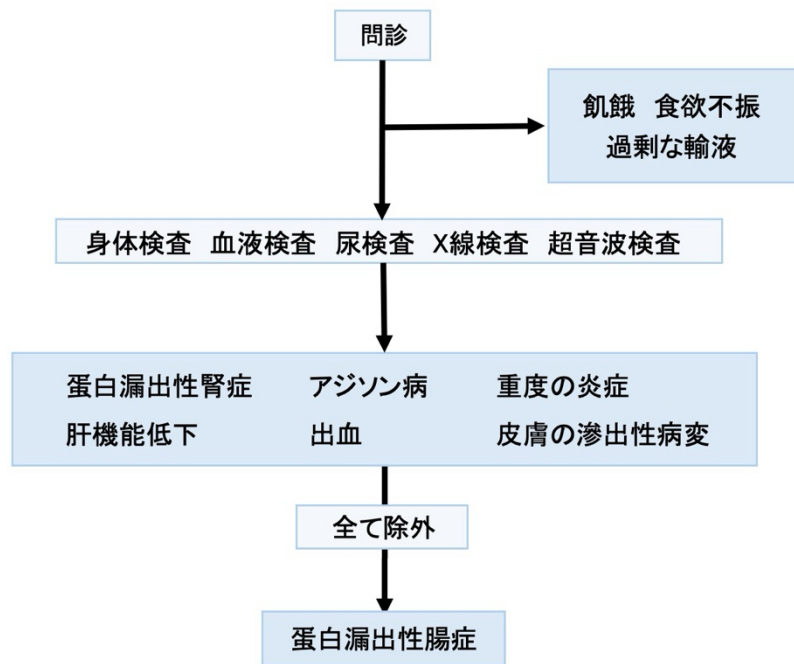 問診
飢餓 食欲不振
過剰な輸液
身体検査 血液検査 尿検査 X線検査 超音波検査
蛋白漏出性腎症 アジソン病 重度の炎症
肝機能低下 出血 皮膚の滲出性病変
全て除外
蛋白漏出性腸症